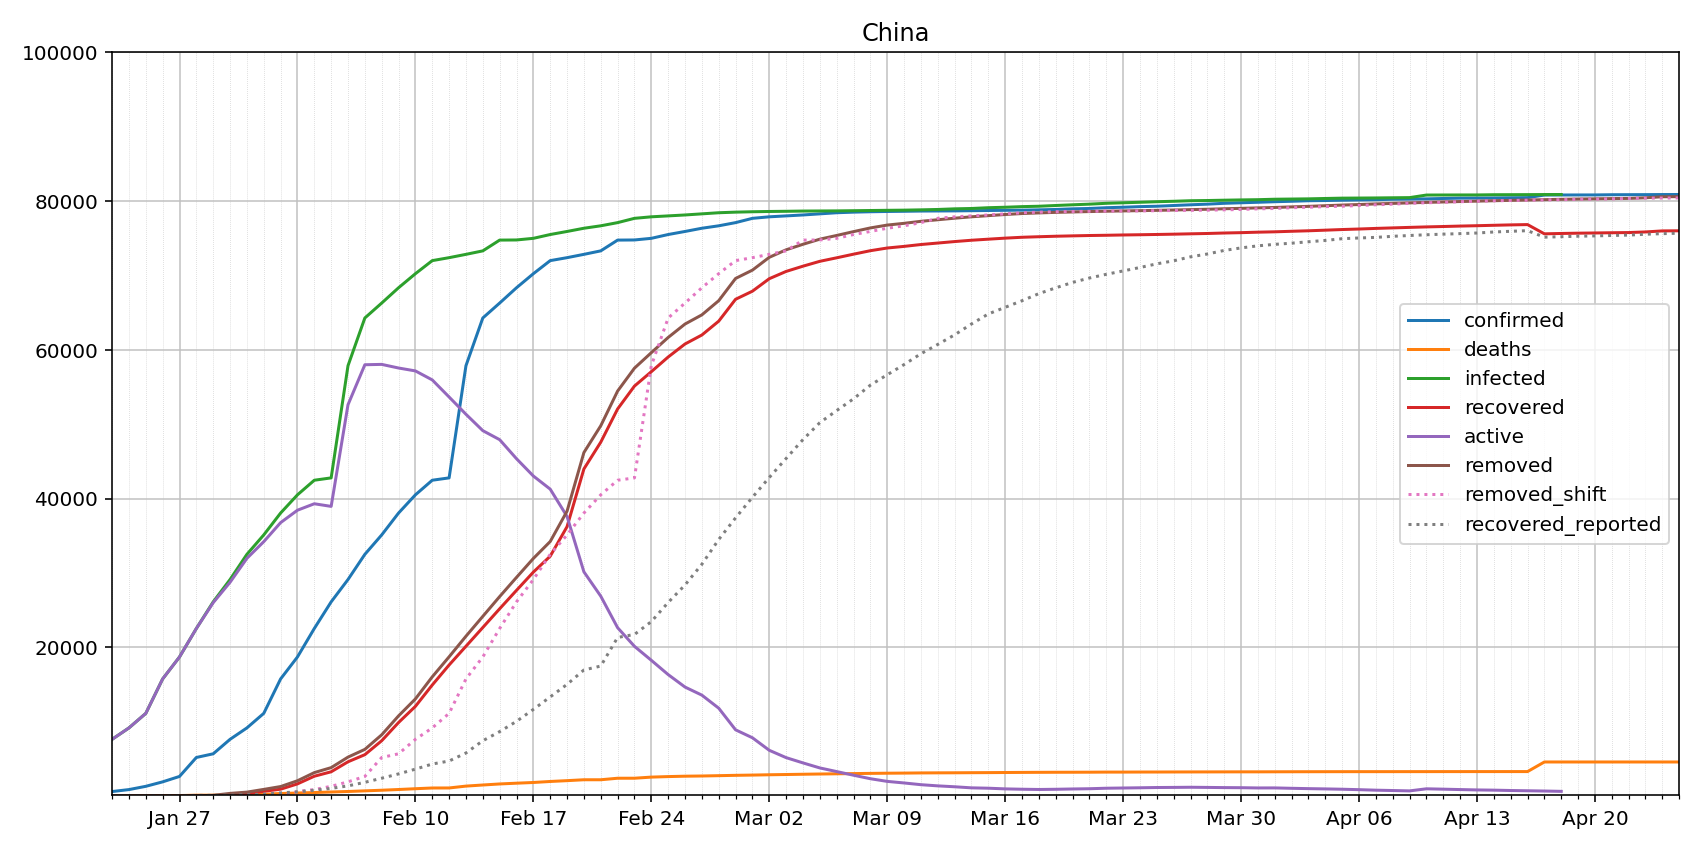 China
100000
80000
60000
40000
20000
confirmed
deaths
infected
recovered
active
removed
removed_shift
recovered_reported
Jan 27 Feb 03 Feb 10 Feb 17 Feb 24 Mar 02 Mar 09 Mar 16 Mar 23 Mar 30 Apr 06 Apr 13 Apr 20